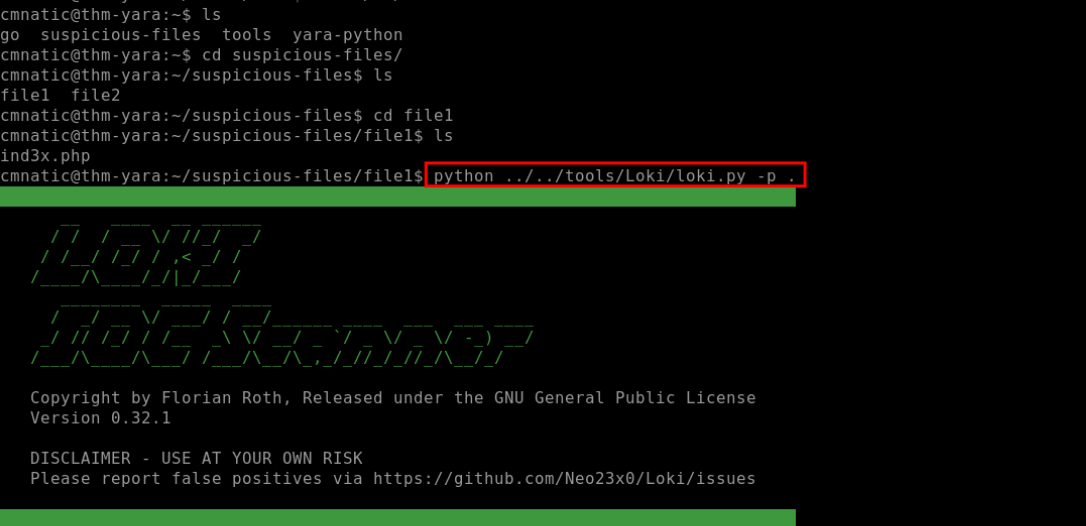 cmnatic@thm-yara:~$ ls
go  suspicious-files  tools  yara-python
cmnatic@thm-yara:~$ cd suspicious-files/
cmnatic@thm-yara:~/suspicious-files$ ls
file1  file2
cmnatic@thm-yara:~/suspicious-files$ cd file1
cmnatic@thm-yara:~/suspicious-files/file1$ ls
ind3x.php
cmnatic@thm-yara:~/suspicious-files/file1$ python ../../tools/Loki/loki.py -p .
LOKI
IOC Scanner
Copyright by Florian Roth, Released under the GNU General Public License
Version 0.32.1
DISCLAIMER - USE AT YOUR OWN RISK
Please report false positives via https://github.com/Neo23x0/Loki/issues